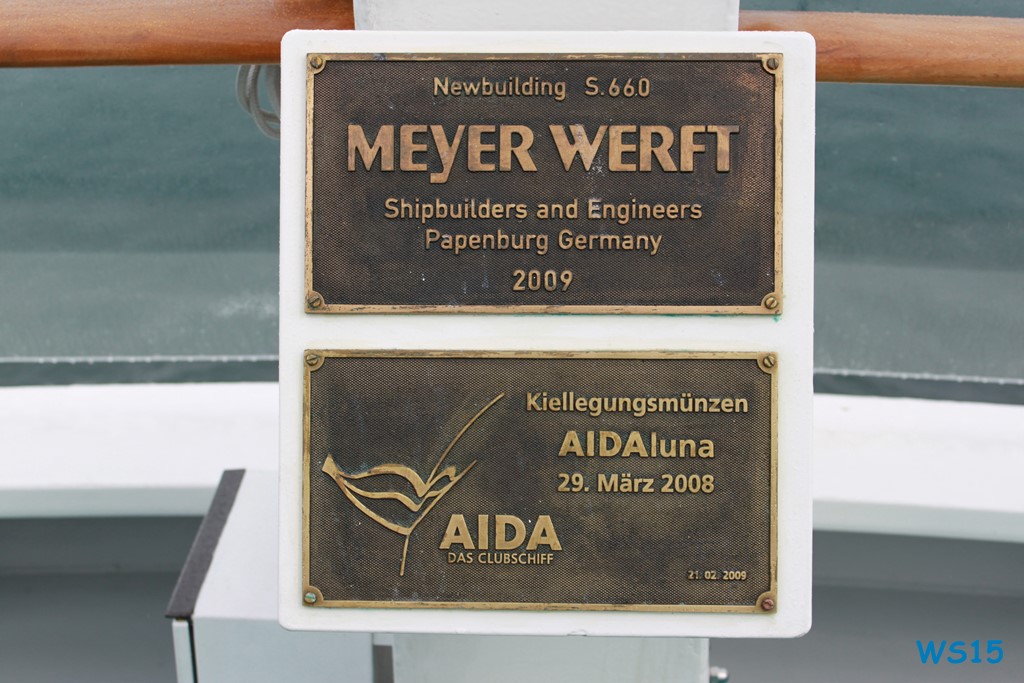 Newbuilding S.660
MEYER WERFT
Shipbuilders and Engineers
Papenburg Germany
2009
Kiellegungsmünzen
AIDAluna
29. März 2008
AIDA
DAS CLUBSCHIFF
21. 02. 2009
WS15